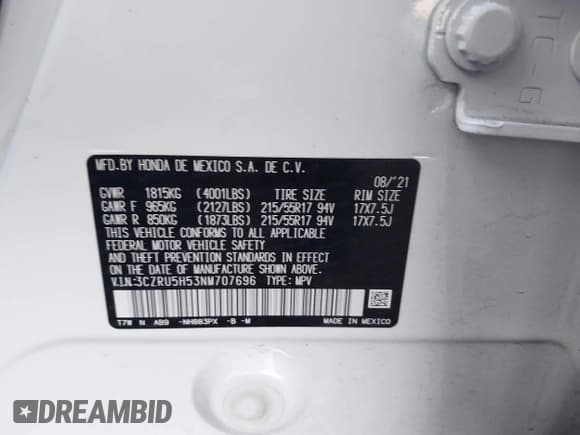 C-G
MFD.BY HONDA DE MEXICO S.A. DE C.V.
08/'21
GVWR 1815KG (4001LBS) TIRE SIZE RIM SIZE
GAWR F 965KG (2127LBS) 215/55R17 94V 17X7.5J
GAWR R 850KG (1873LBS) 215/55R17 94V 17X7.5J
THIS VEHICLE CONFORMS TO ALL APPLICABLE
FEDERAL MOTOR VEHICLE SAFETY
AND THEFT PREVENTION STANDARDS IN
EFFECT ON THE DATE OF MANUFACTURE
SHOWN ABOVE.
V.I.N:3CZRU5H53NM707696 TYPE: MPV
T7W N AB9 -NH883PX -B -M MADE IN MEXICO
DREAMBID